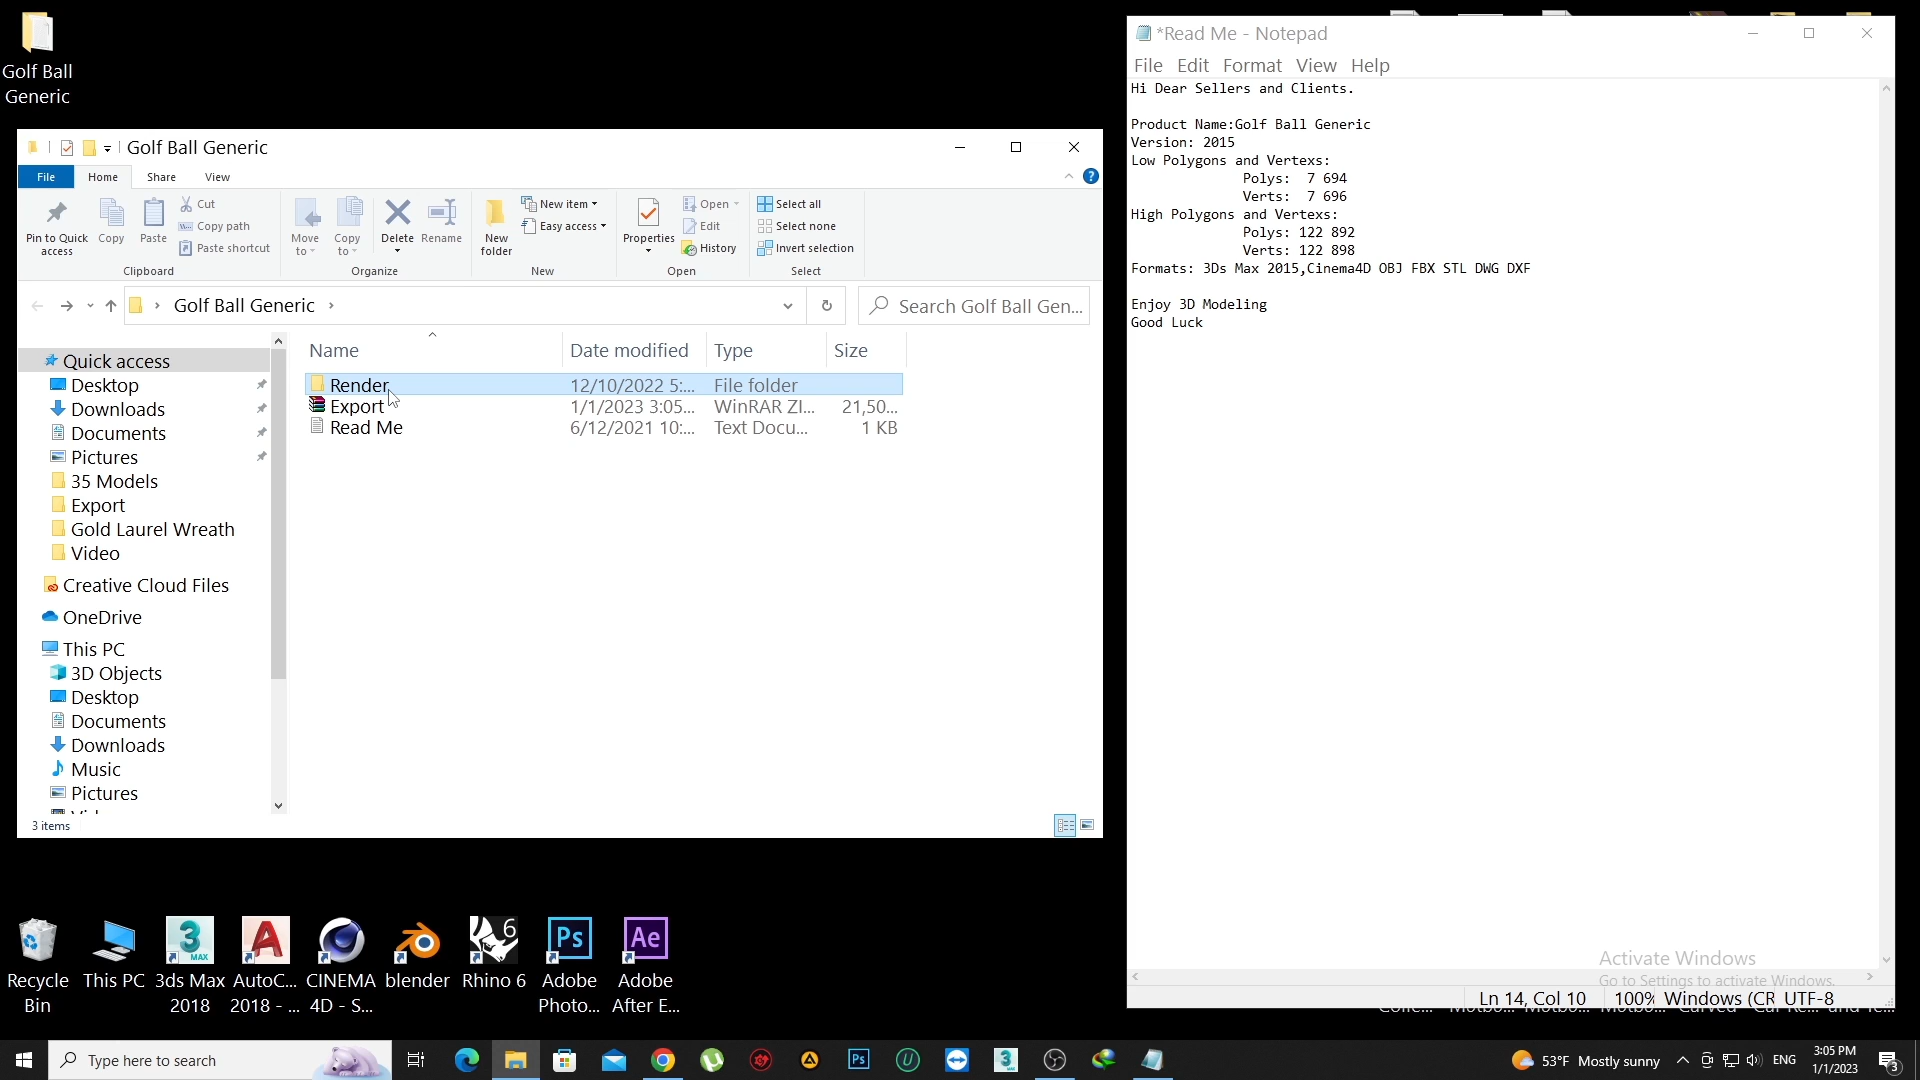 Golf Ball
Generic
Golf Ball Generic
File
Home
Share
View
Pin to Quick
access
Copy
Paste
Cut
Copy path
Paste shortcut
Clipboard
Move
to
Copy
to
Delete
Rename
Organize
New
folder
New item
Easy access
New
Properties
Open
Edit
History
Open
Select all
Select none
Invert selection
Select
Golf Ball Generic
Search Golf Ball Gen...
Name
Date modified
Type
Size
Render
12/10/2022 5:...
File folder
Export
1/1/2023 3:05...
WinRAR ZI...
21,50...
Read Me
6/12/2021 10:...
Text Docu...
1 KB
Quick access
Desktop
Downloads
Documents
Pictures
35 Models
Export
Gold Laurel Wreath
Video
Creative Cloud Files
OneDrive
This PC
3D Objects
Desktop
Documents
Downloads
Music
Pictures
3 items
*Read Me - Notepad
File Edit Format View Help
Hi Dear Sellers and Clients.
Product Name:Golf Ball Generic
Version: 2015
Low Polygons and Vertexs:
Polys: 7 694
Verts: 7 696
High Polygons and Vertexs:
Polys: 122 892
Verts: 122 898
Formats: 3Ds Max 2015,Cinema4D OBJ FBX STL DWG DXF
Enjoy 3D Modeling
Good Luck
Activate Windows
Go to Settings to activate Windows.
Ln 14, Col 10
100%
Windows (CR
UTF-8
Recycle
Bin
This PC
3
MAX
3ds Max
2018
A
AutoC...
2018 - ...
CINEMA
4D - S...
blender
6
Rhino 6
Ps
Adobe
Photo...
Ae
Adobe
After E...
Type here to search
Ps
53°F Mostly sunny
ENG
3:05 PM
1/1/2023
3